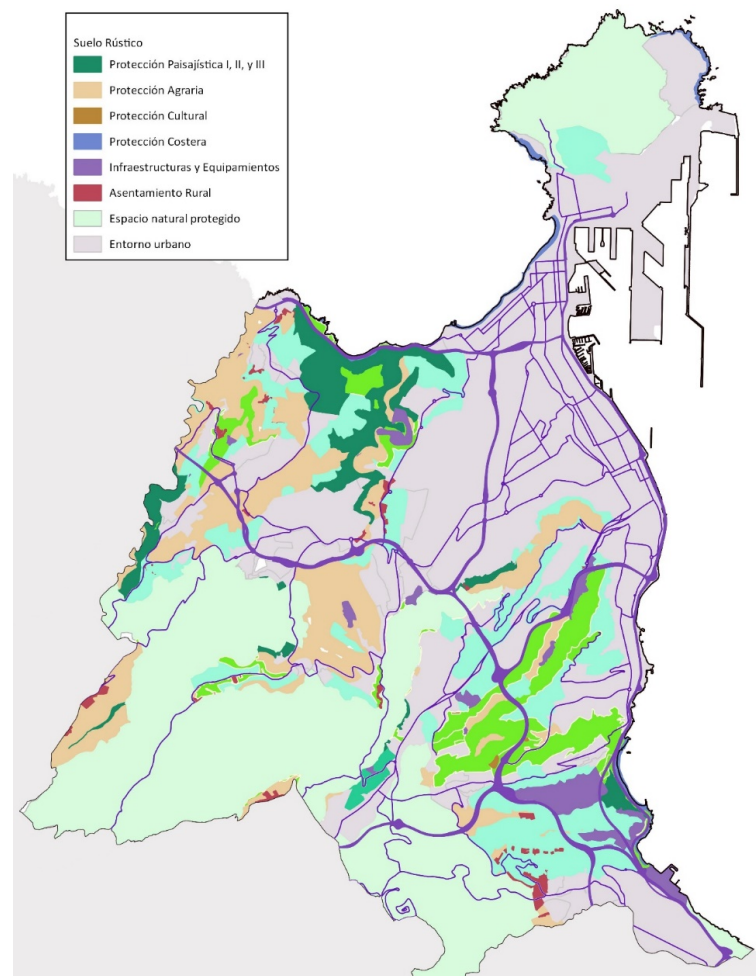 Suelo Rústico
Protección Paisajística I, II, y III
Protección Agraria
Protección Cultural
Protección Costera
Infraestructuras y Equipamientos
Asentamiento Rural
Espacio natural protegido
Entorno urbano